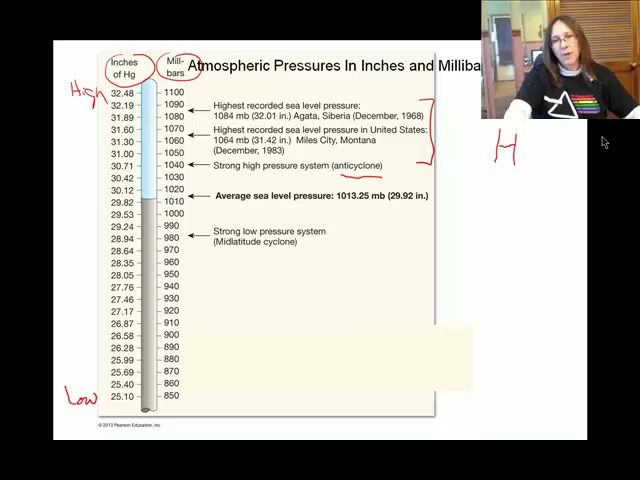 Inches
of Hg
Milli-
bars
Atmospheric Pressures In Inches and Milliba
High
32.48 1100
32.19 1090
31.89 1080
31.60 1070
31.30 1060
31.00 1050
30.71 1040
30.42 1030
30.12 1020
29.82 1010
29.53 1000
29.24 990
28.94 980
28.64 970
28.35 960
28.05 950
27.76 940
27.46 930
27.17 920
26.87 910
26.58 900
26.28 890
25.99 880
25.69 870
25.40 860
25.10 850
Low
Highest recorded sea level pressure:
1084 mb (32.01 in.) Agata, Siberia (December, 1968)
Highest recorded sea level pressure in United States:
1064 mb (31.42 in.) Miles City, Montana
(December, 1983)
Strong high pressure system (anticyclone)
Average sea level pressure: 1013.25 mb (29.92 in.)
Strong low pressure system
(Midlatitude cyclone)
H
© 2013 Pearson Education, Inc.